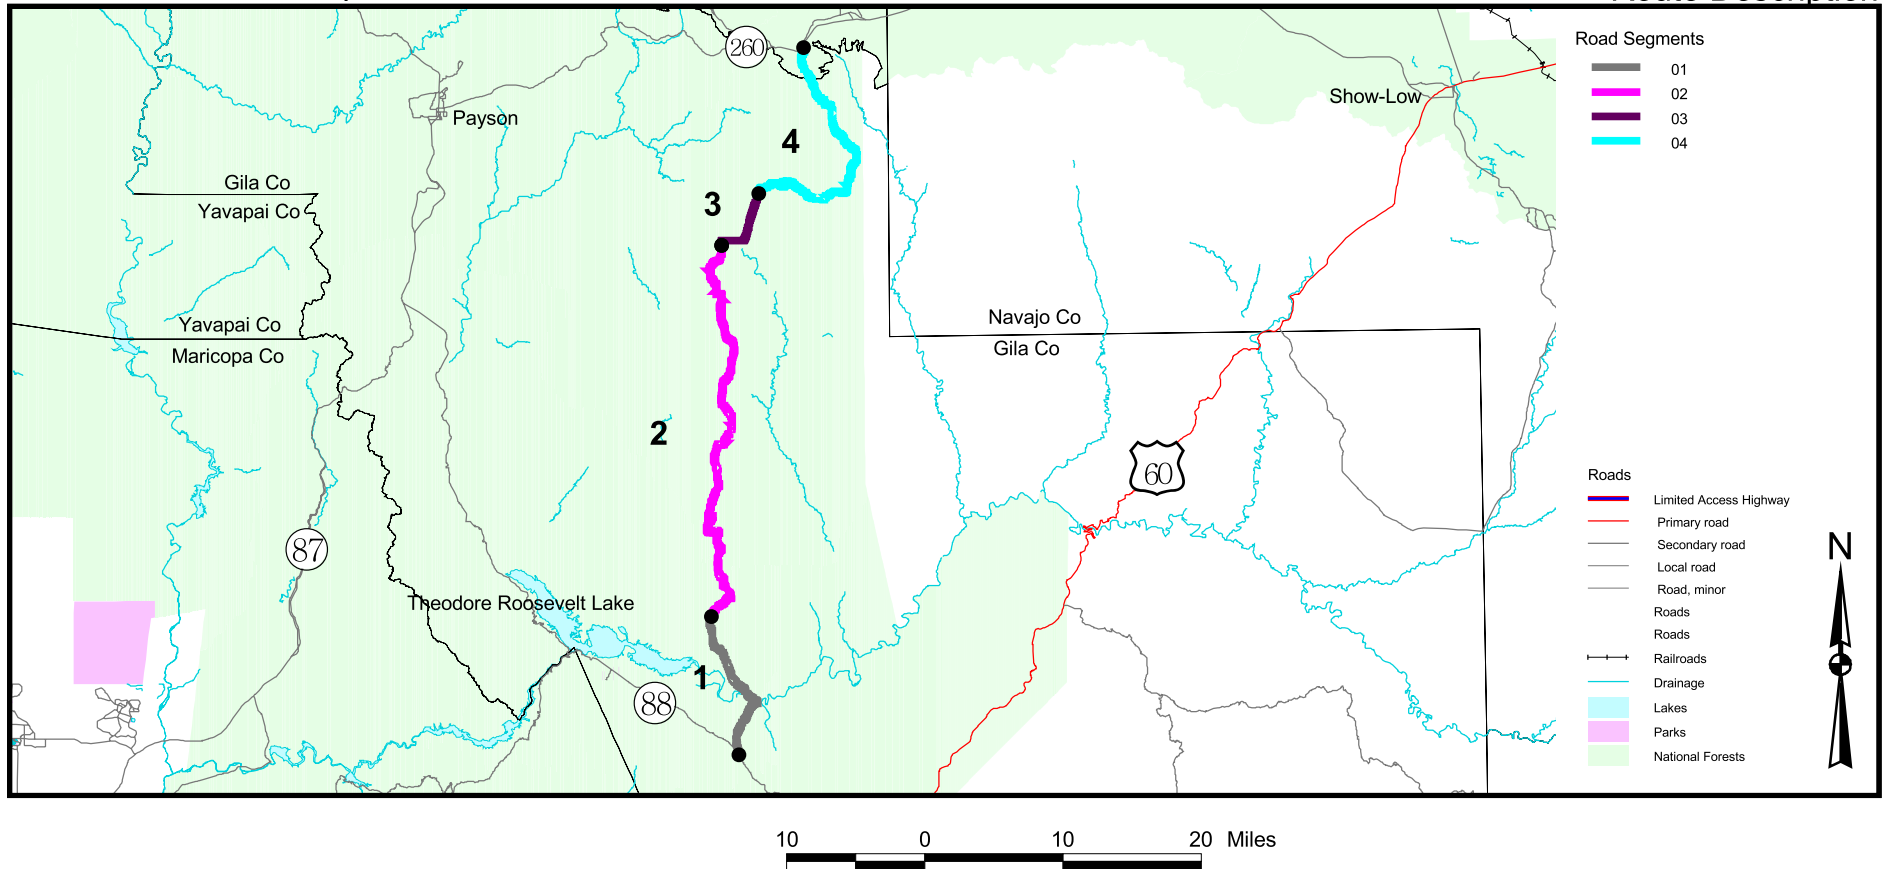 Route Description
260
Road Segments
01
02
03
04
Show-Low
Payson
4
Gila Co
Yavapai Co
3
Yavapai Co
Maricopa Co
Navajo Co
Gila Co
2
60
87
Theodore Roosevelt Lake
1
88
Roads
Limited Access Highway
Primary road
Secondary road
Local road
Road, minor
Roads
Roads
Railroads
Drainage
Lakes
Parks
National Forests
N
10 0 10 20 Miles